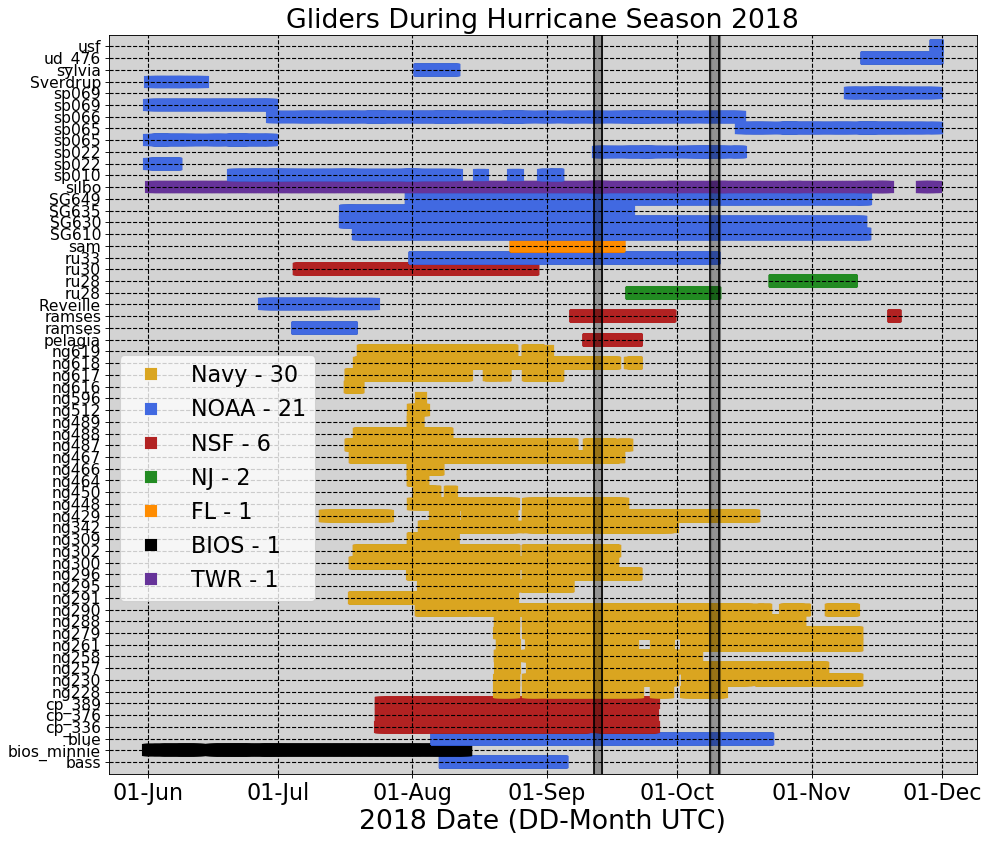 Gliders During Hurricane Season 2018
usf
ud_476
sylvia
Sverdrup
sp069
sp069
sp066
sp065
sp065
sp022
sp022
sp010
silbo
SG649
SG635
SG630
SG610
sam
ru33
ru30
ru28
ru28
Reveille
ramses
ramses
pelagia
ng619
ng618
ng617
ng616
ng596
ng512
ng489
ng488
ng487
ng467
ng466
ng464
ng450
ng448
ng429
ng342
ng309
ng302
ng300
ng296
ng295
ng291
ng290
ng288
ng279
ng261
ng258
ng257
ng230
ng228
cp_389
cp_376
cp_336
blue
bios_minnie
bass
Navy - 30
NOAA - 21
NSF - 6
NJ - 2
FL - 1
BIOS - 1
TWR - 1
01-Jun 01-Jul 01-Aug 01-Sep 01-Oct 01-Nov 01-Dec
2018 Date (DD-Month UTC)